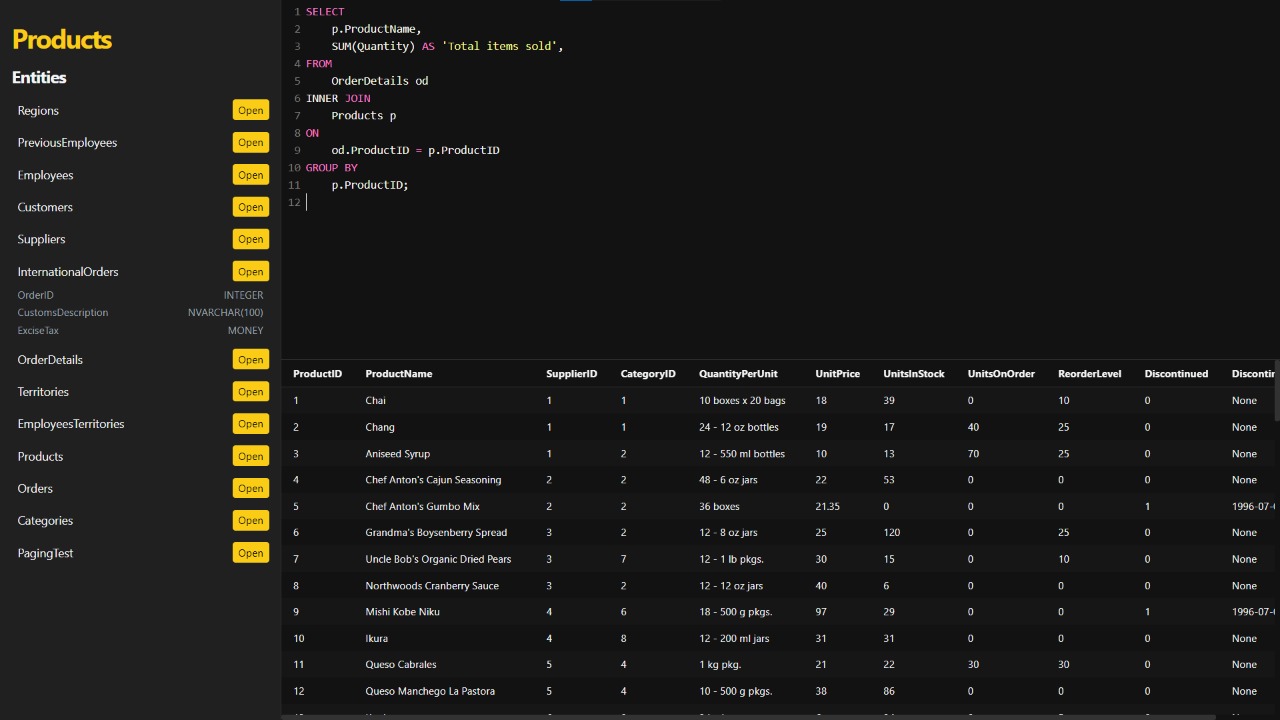 Products
Entities
Regions Open
PreviousEmployees Open
Employees Open
Customers Open
Suppliers Open
InternationalOrders Open
OrderID INTEGER
CustomsDescription NVARCHAR(100)
ExciseTax MONEY
OrderDetails Open
Territories Open
EmployeesTerritories Open
Products Open
Orders Open
Categories Open
PagingTest Open
1 SELECT
2 p.ProductName,
3 SUM(Quantity) AS 'Total items sold',
4 FROM
5 OrderDetails od
6 INNER JOIN
7 Products p
8 ON
9 od.ProductID = p.ProductID
10 GROUP BY
11 p.ProductID;
12
ProductID ProductName SupplierID CategoryID QuantityPerUnit UnitPrice UnitsInStock UnitsOnOrder ReorderLevel Discontinued
1 Chai 1 1 10 boxes x 20 bags 18 39 0 10 0 None
2 Chang 1 1 24 - 12 oz bottles 19 17 40 25 0 None
3 Aniseed Syrup 1 2 12 - 550 ml bottles 10 13 70 25 0 None
4 Chef Anton's Cajun Seasoning 2 2 48 - 6 oz jars 22 53 0 0 0 None
5 Chef Anton's Gumbo Mix 2 2 36 boxes 21.35 0 0 0 1 1996-07-
6 Grandma's Boysenberry Spread 3 2 12 - 8 oz jars 25 120 0 25 0 None
7 Uncle Bob's Organic Dried Pears 3 7 12 - 1 lb pkgs. 30 15 0 10 0 None
8 Northwoods Cranberry Sauce 3 2 12 - 12 oz jars 40 6 0 0 0 None
9 Mishi Kobe Niku 4 6 18 - 500 g pkgs. 97 29 0 0 1 1996-07-
10 Ikura 4 8 12 - 200 ml jars 31 31 0 0 0 None
11 Queso Cabrales 5 4 1 kg pkg. 21 22 30 30 0 None
12 Queso Manchego La Pastora 5 4 10 - 500 g pkgs. 38 86 0 0 0 None